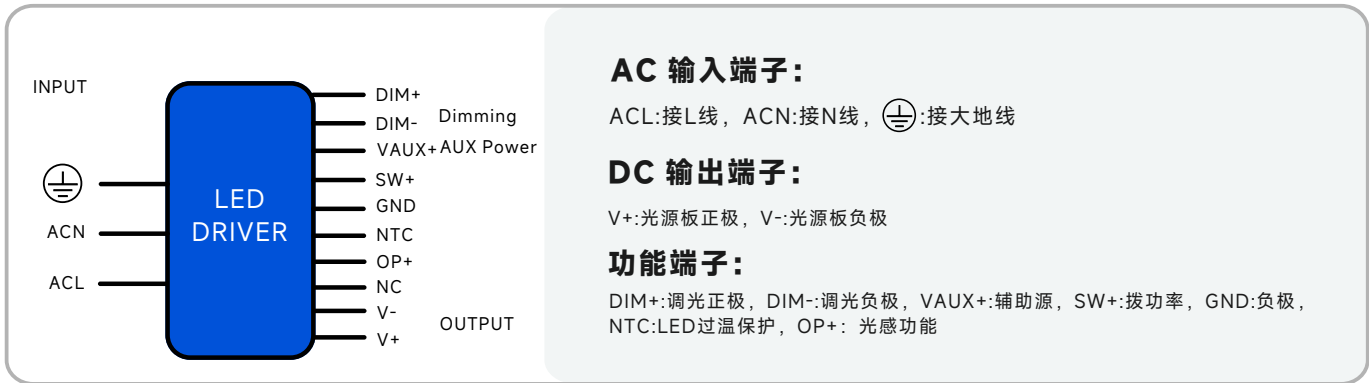 INPUT
ACN
ACL
LED
DRIVER
DIM+
DIM-
Dimming
VAUX+
AUX Power
SW+
GND
NTC
OP+
NC
V-
V+
OUTPUT
AC 输入端子:
ACL:接L线，ACN:接N线，:接大地线
DC 输出端子:
V+:光源板正极，V-:光源板负极
功能端子:
DIM+:调光正极，DIM-:调光负极，VAUX+:辅助源，SW+:拨功率，GND:负极，
NTC:LED过温保护，OP+: 光感功能